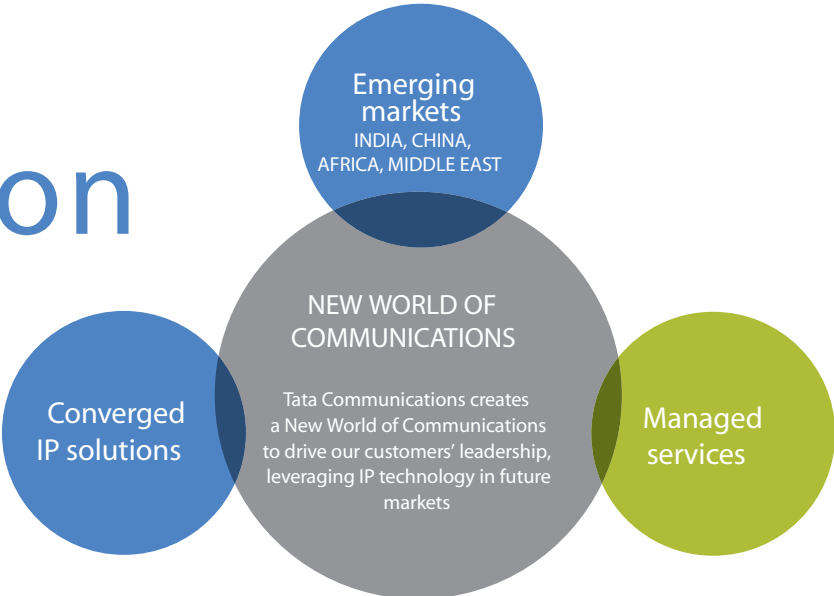 Emerging
markets
INDIA, CHINA,
AFRICA, MIDDLE EAST
on
NEW WORLD OF
COMMUNICATIONS
Tata Communications creates
a New World of Communications
to drive our customers’ leadership,
leveraging IP technology in future
markets
Converged
IP solutions
Managed
services